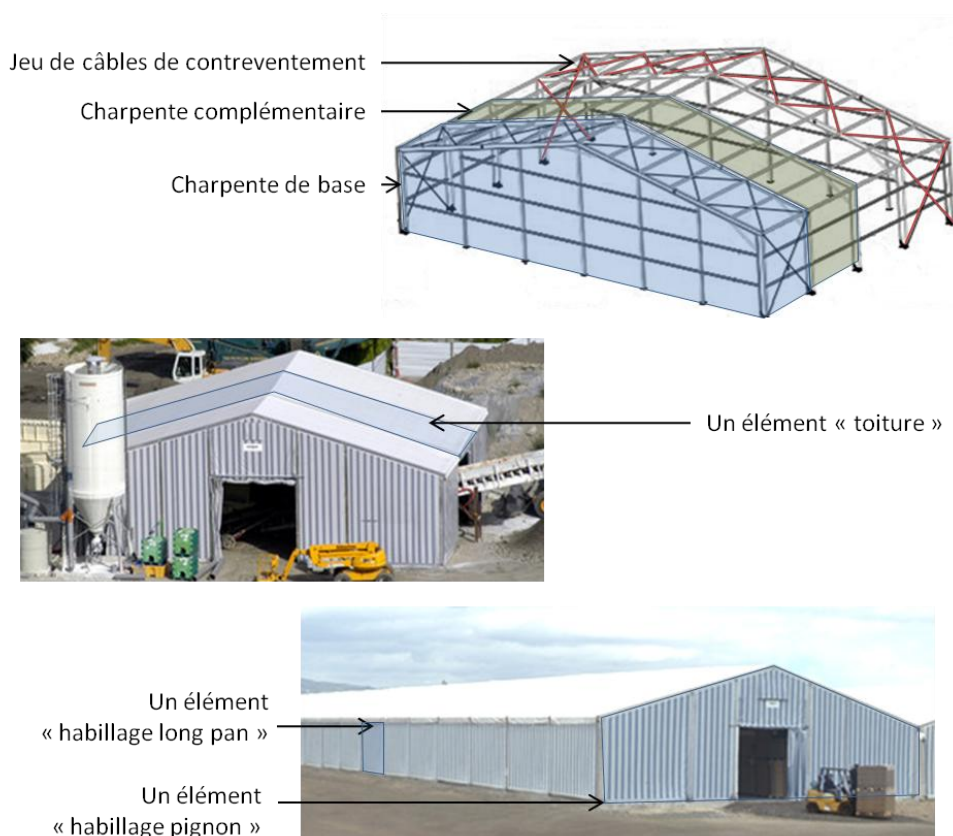 Jeu de câbles de contreventement
Charpente complémentaire
Charpente de base
Un élément « toiture »
Un élément
« habillage long pan »
Un élément
« habillage pignon »